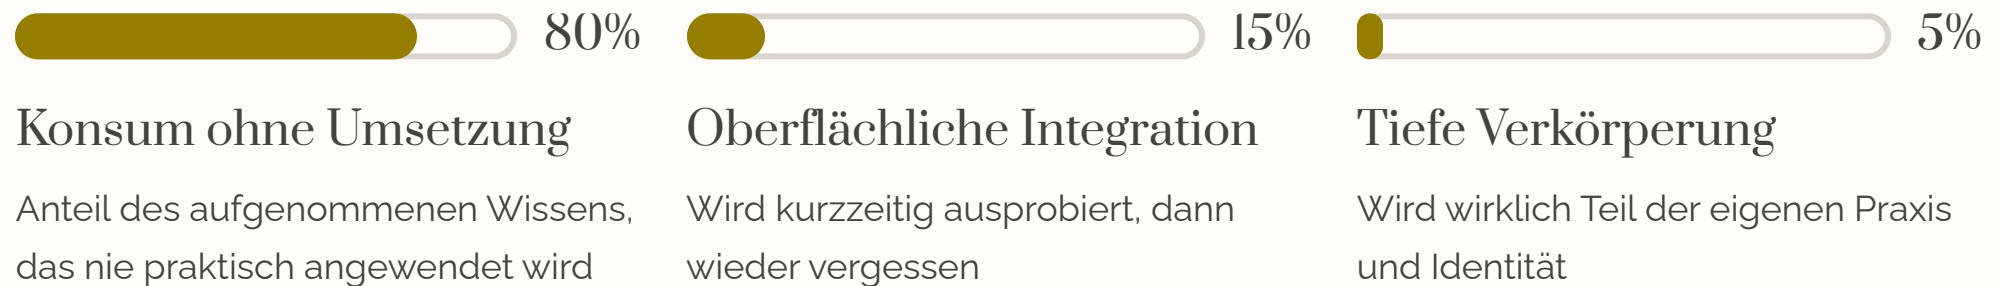 80%
Konsum ohne Umsetzung
Anteil des aufgenommenen Wissens,
das nie praktisch angewendet wird
15%
Oberflächliche Integration
Wird kurzzeitig ausprobiert, dann
wieder vergessen
5%
Tiefe Verkörperung
Wird wirklich Teil der eigenen Praxis
und Identität